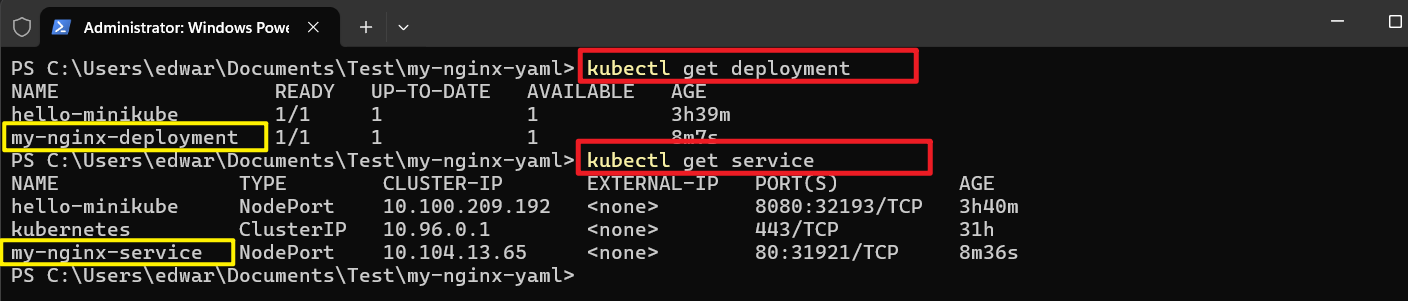 Administrator: Windows Powe
PS C:\Users\edwar\Documents\Test\my-nginx-yaml> kubectl get deployment
NAME READY UP-TO-DATE AVAILABLE AGE
hello-minikube 1/1 1 1 3h39m
my-nginx-deployment 1/1 1 1 8m7s
PS C:\Users\edwar\Documents\Test\my-nginx-yaml> kubectl get service
NAME TYPE CLUSTER-IP EXTERNAL-IP PORT(S) AGE
hello-minikube NodePort 10.100.209.192 <none> 8080:32193/TCP 3h40m
kubernetes ClusterIP 10.96.0.1 <none> 443/TCP 31h
my-nginx-service NodePort 10.104.13.65 <none> 80:31921/TCP 8m36s
PS C:\Users\edwar\Documents\Test\my-nginx-yaml>